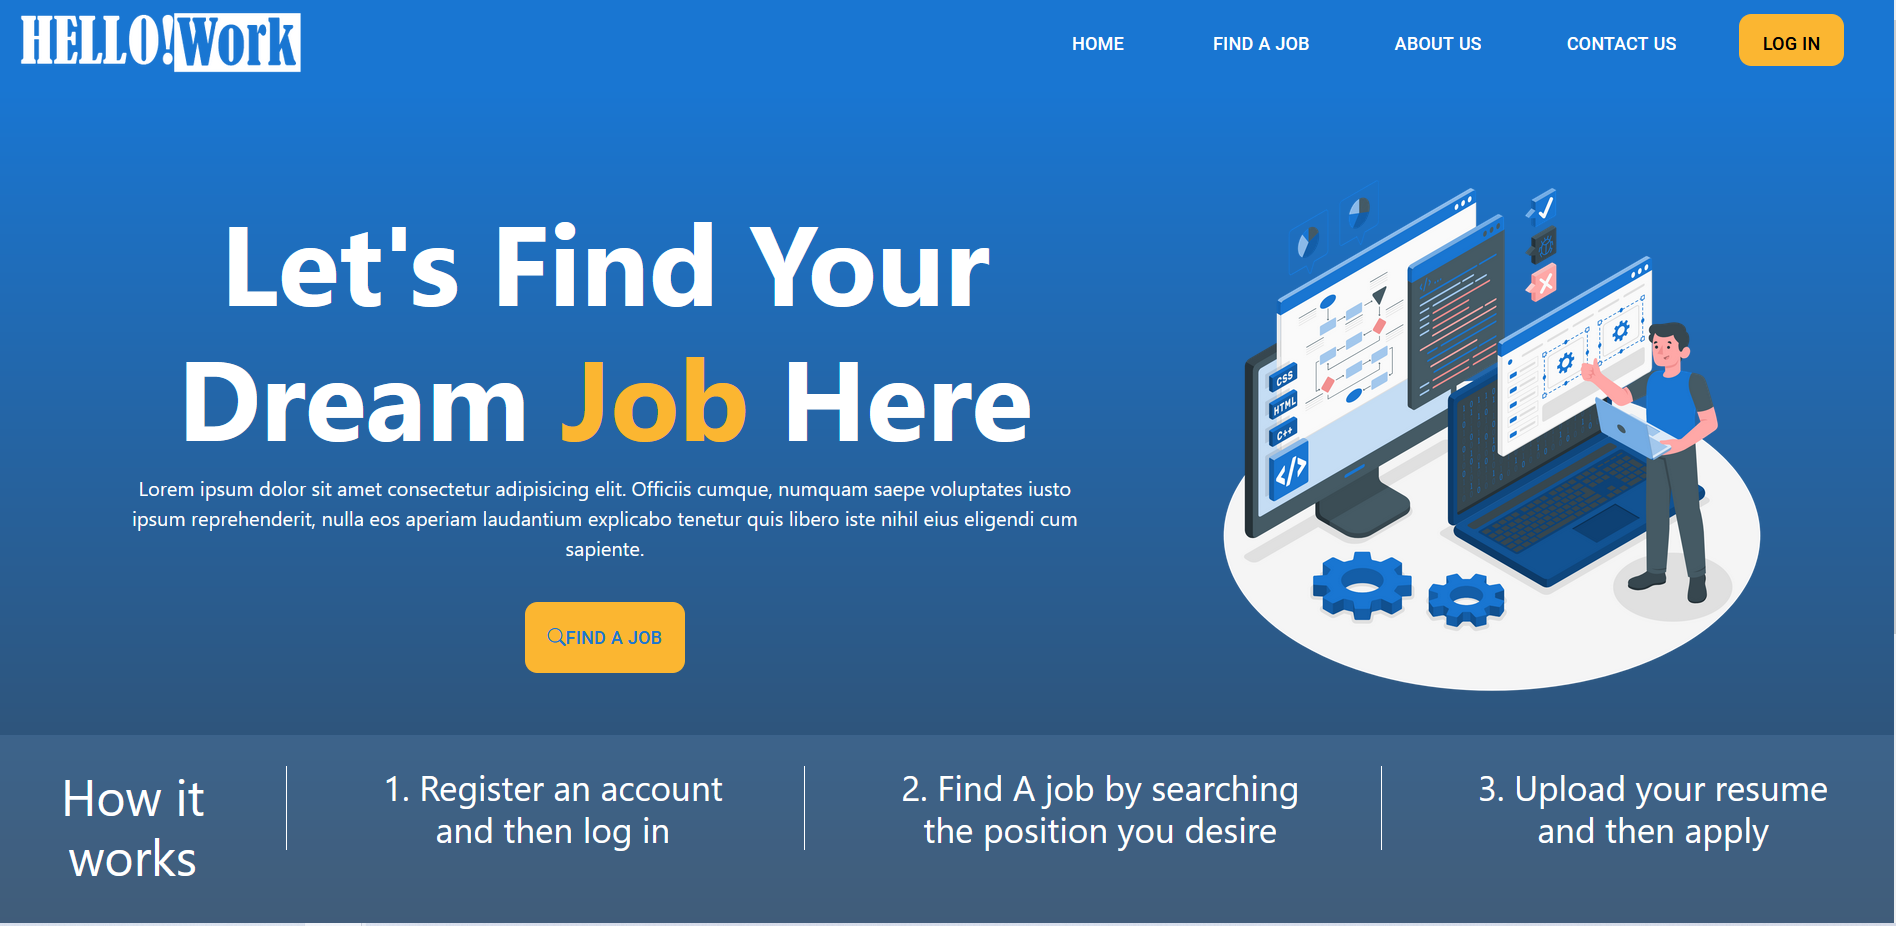 HELLO!Work
HOME
FIND A JOB
ABOUT US
CONTACT US
LOG IN
Let's Find Your
Dream Job Here
Lorem ipsum dolor sit amet consectetur adipisicing elit. Officiis cumque, numquam saepe voluptates iusto
ipsum reprehenderit, nulla eos aperiam laudantium explicabo tenetur quis libero iste nihil eius eligendi cum
sapiente.
FIND A JOB
CSS
HTML
C++
</>
How it
works
1. Register an account
and then log in
2. Find A job by searching
the position you desire
3. Upload your resume
and then apply